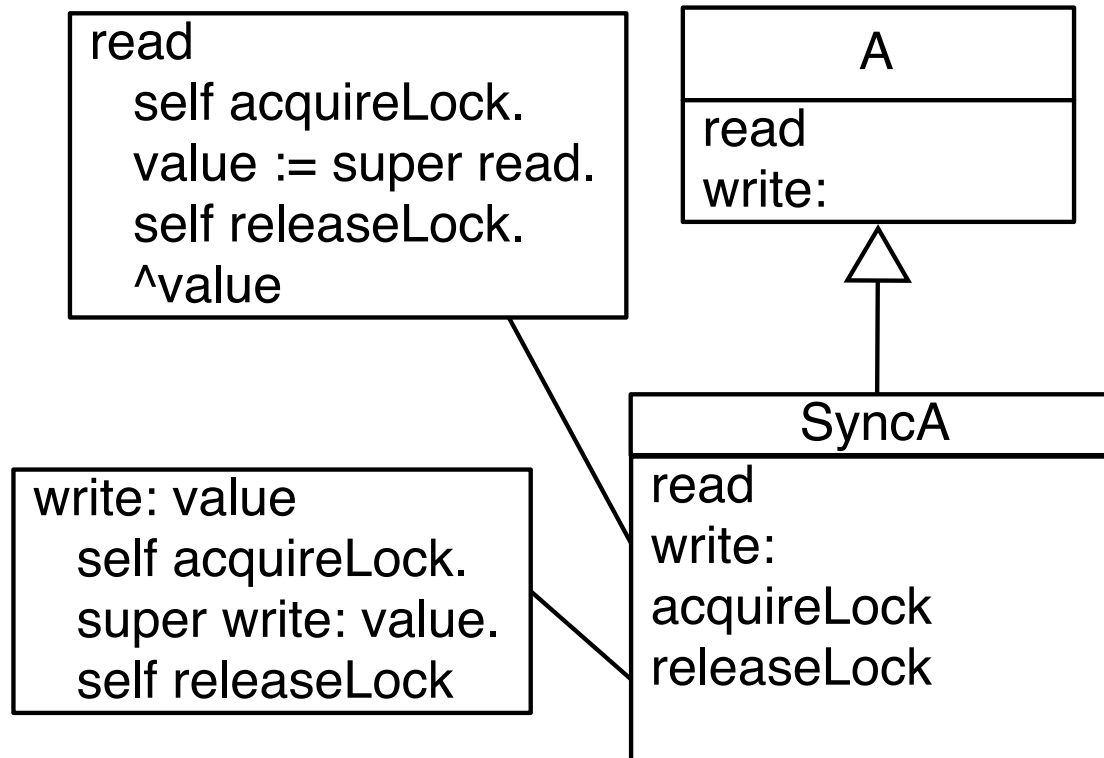 read
self acquireLock.
value := super read.
self releaseLock.
^value
A
read
write:
SyncA
read
write:
acquireLock
releaseLock
write: value
self acquireLock.
super write: value.
self releaseLock